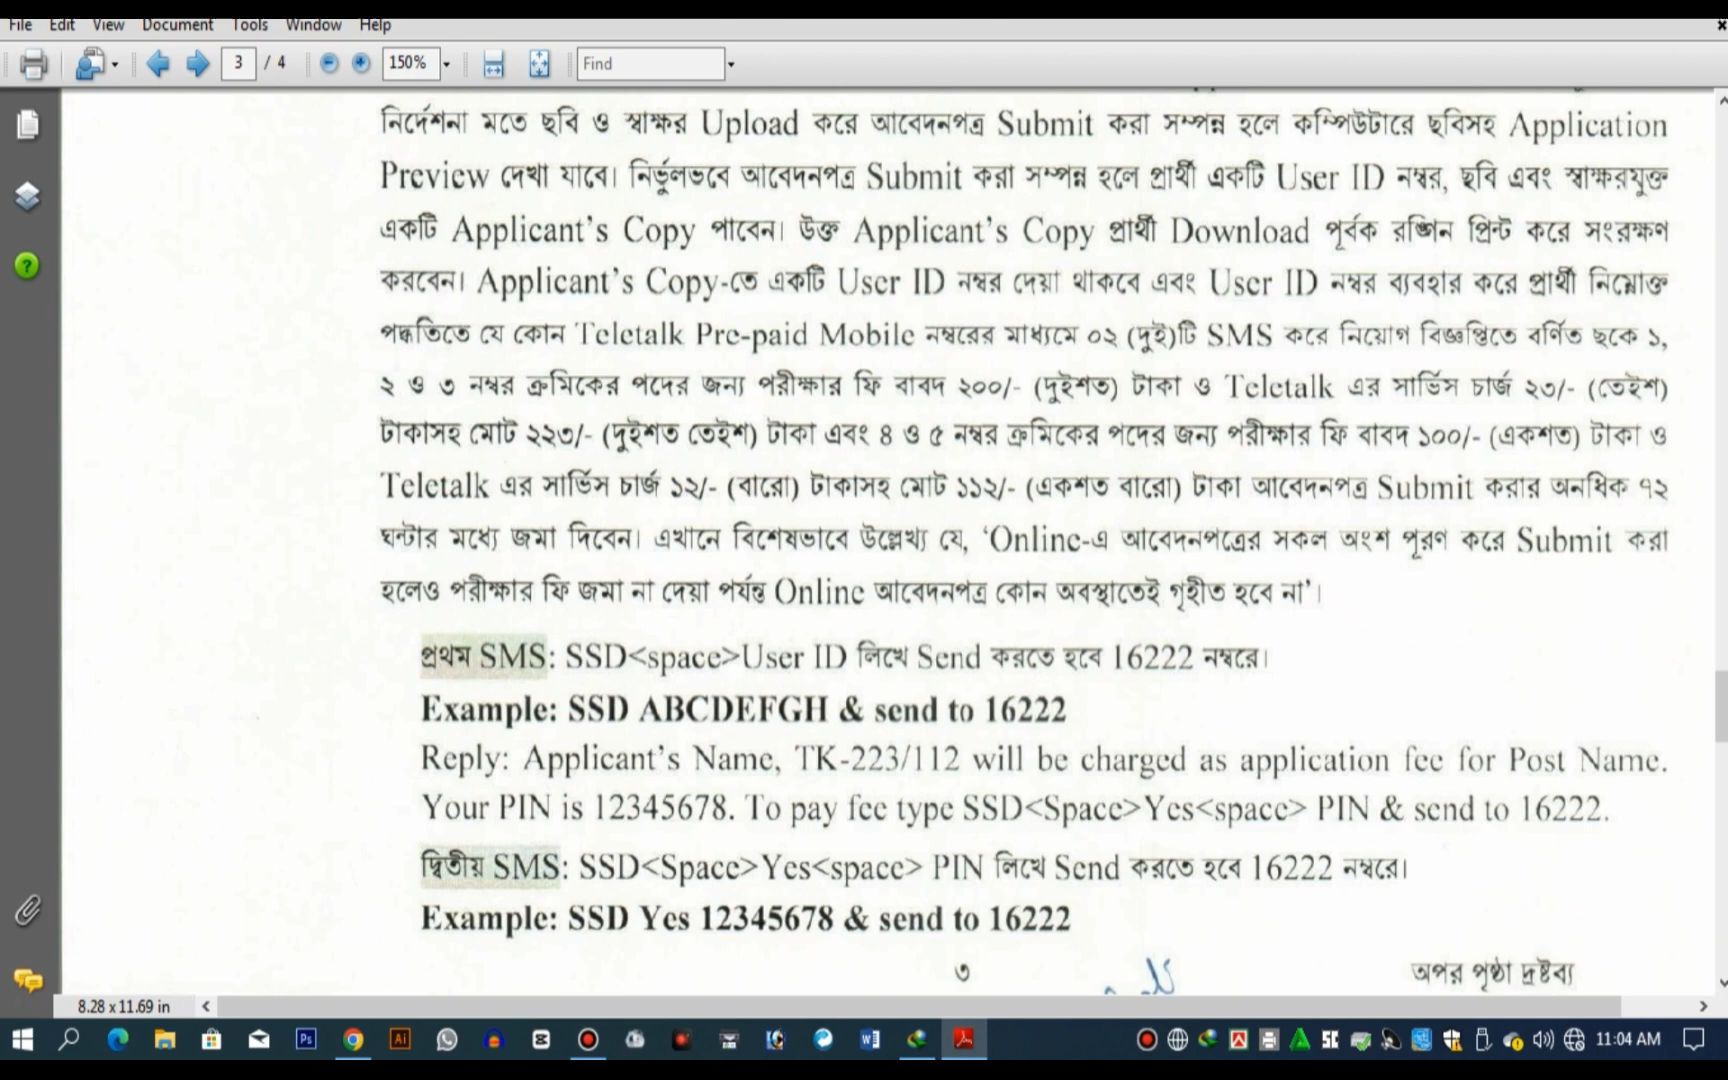 File Edit View Document Tools Window Help
3 / 4 150% Find
নির্দেশনা মতে ছবি ও স্বাক্ষর Upload করে আবেদনপত্র Submit করা সম্পন্ন হলে কম্পিউটারে ছবিসহ Application
Preview দেখা যাবে। নির্ভুলভবে আবেদনপত্র Submit করা সম্পন্ন হলে প্রার্থী একটি User ID নম্বর, ছবি এবং স্বাক্ষরযুক্ত
একটি Applicant's Copy পাবেন। উক্ত Applicant's Copy প্রার্থী Download পূর্বক রঙ্গিন প্রিন্ট করে সংরক্ষণ
করবেন। Applicant's Copy-তে একটি User ID নম্বর দেয়া থাকবে এবং User ID নম্বর ব্যবহার করে প্রার্থী নিম্নোক্ত
পদ্ধতিতে যে কোন Teletalk Pre-paid Mobile নম্বরের মাধ্যমে ০২ (দুই)টি SMS করে নিয়োগ বিজ্ঞপ্তিতে বর্ণিত ছকে ১,
২ ও ৩ নম্বর ক্রমিকের পদের জন্য পরীক্ষার ফি বাবদ ২০০/- (দুইশত) টাকা ও Teletalk এর সার্ভিস চার্জ ২৩/- (তেইশ)
টাকাসহ মোট ২২৩/- (দুইশত তেইশ) টাকা এবং ৪ ও ৫ নম্বর ক্রমিকের পদের জন্য পরীক্ষার ফি বাবদ ১০০/- (একশত) টাকা ও
Teletalk এর সার্ভিস চার্জ ১২/- (বারো) টাকাসহ মোট ১১২/- (একশত বারো) টাকা আবেদনপত্র Submit করার অনধিক ৭২
ঘন্টার মধ্যে জমা দিবেন। এখানে বিশেষভাবে উল্লেখ্য যে, 'Online-এ আবেদনপত্রের সকল অংশ পূরণ করে Submit করা
হলেও পরীক্ষার ফি জমা না দেয়া পর্যন্ত Online আবেদনপত্র কোন অবস্থাতেই গৃহীত হবে না'।
প্রথম SMS: SSD<space>User ID লিখে Send করতে হবে 16222 নম্বরে।
Example: SSD ABCDEFGH & send to 16222
Reply: Applicant's Name, TK-223/112 will be charged as application fee for Post Name.
Your PIN is 12345678. To pay fee type SSD<Space>Yes<space> PIN & send to 16222.
দ্বিতীয় SMS: SSD<Space>Yes<space> PIN লিখে Send করতে হবে 16222 নম্বরে।
Example: SSD Yes 12345678 & send to 16222
৩ অপর পৃষ্ঠা দ্রষ্টব্য
8.28 x 11.69 in
11:04 AM